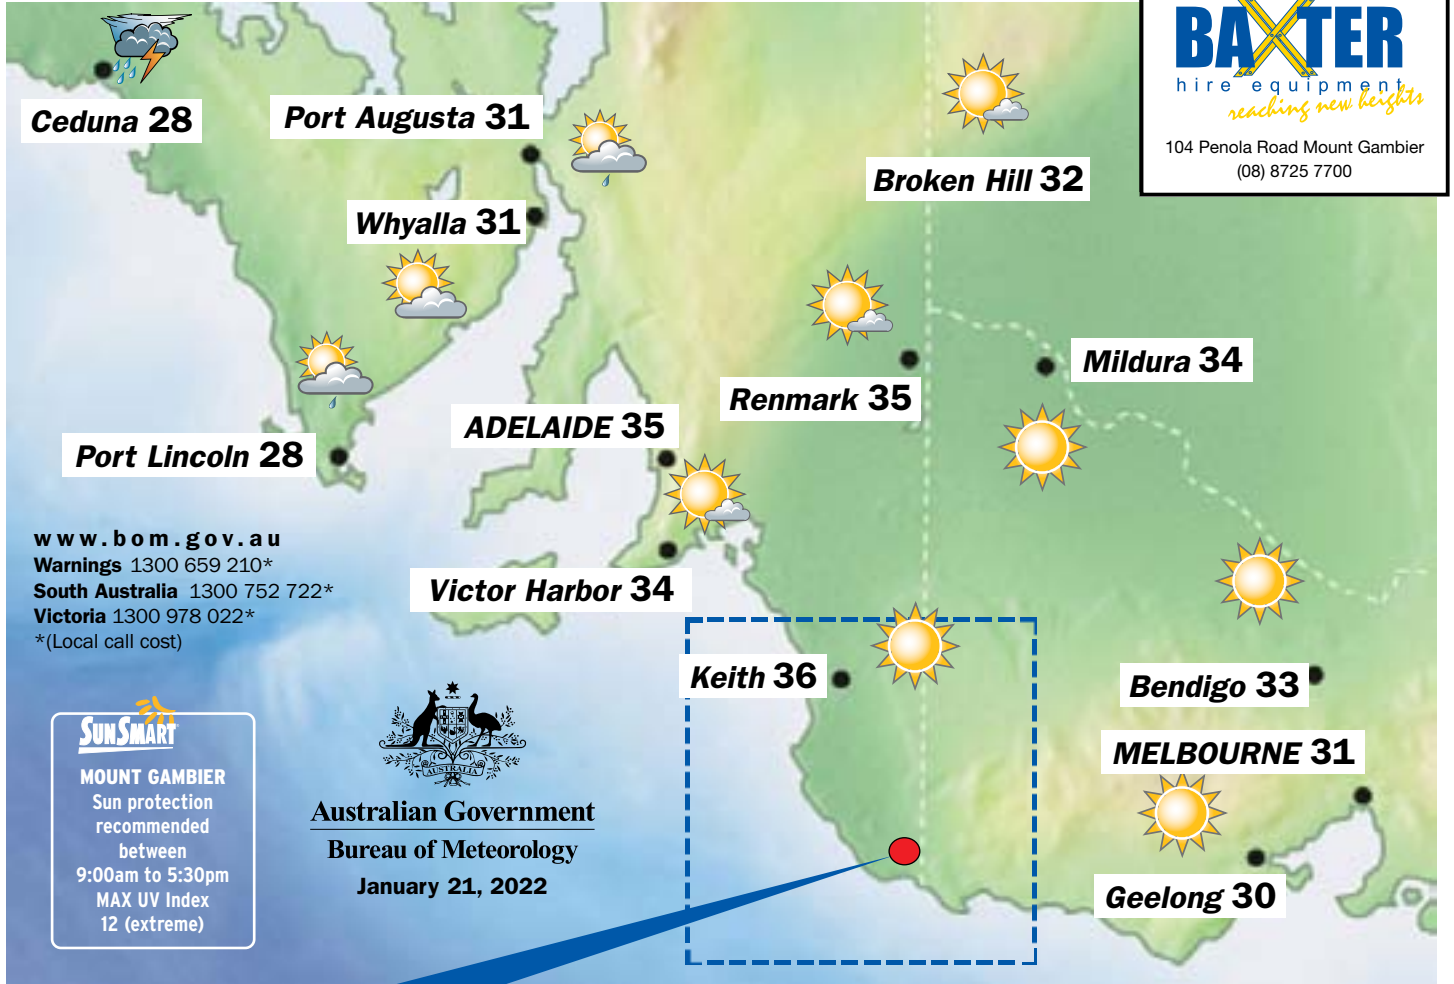 BAXTER
hire equipment
reaching new heights
104 Penola Road Mount Gambier
(08) 8725 7700
Ceduna 28
Port Augusta 31
Broken Hill 32
Whyalla 31
Mildura 34
Renmark 35
ADELAIDE 35
Port Lincoln 28
www.bom.gov.au
Warnings 1300 659 210*
South Australia 1300 752 722*
Victoria 1300 978 022*
*(Local call cost)
Victor Harbor 34
Keith 36
Bendigo 33
MELBOURNE 31
Geelong 30
SUNSMART
MOUNT GAMBIER
Sun protection
recommended
between
9:00am to 5:30pm
MAX UV Index
12 (extreme)
AUSTRALIA
Australian Government
Bureau of Meteorology
January 21, 2022